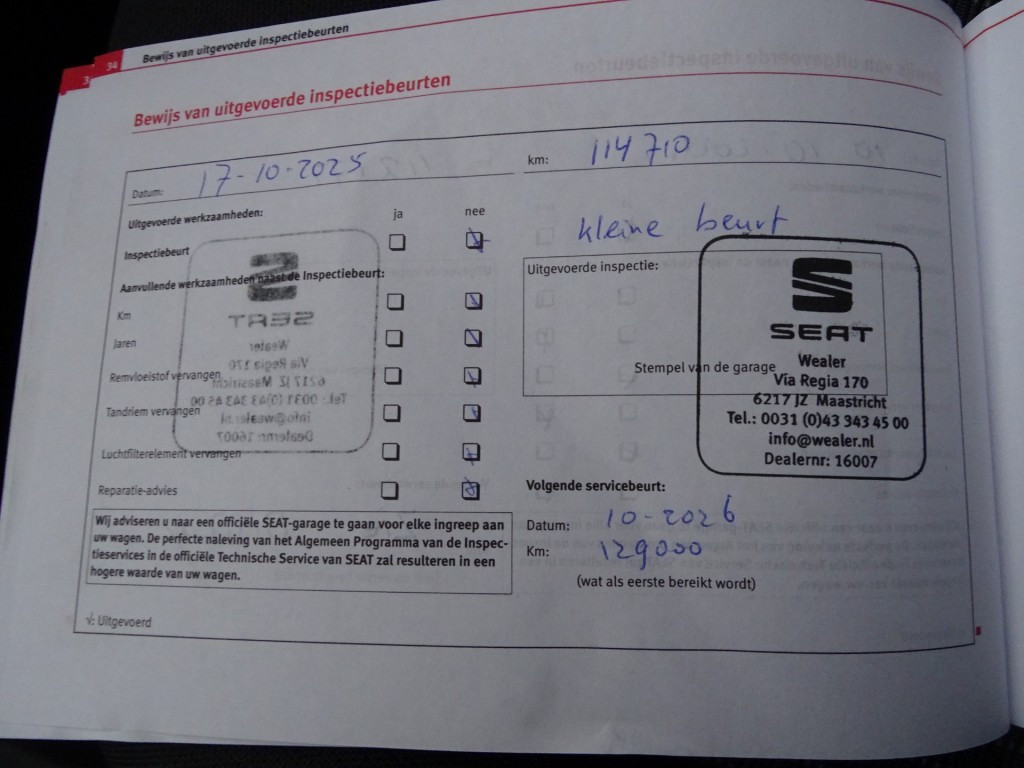 34 Bewijs van uitgevoerde inspectiebeurten
3
Bewijs van uitgevoerde inspectiebeurten
Datum: 17-10-2025 km: 114 710
Uitgevoerde werkzaamheden: ja nee
kleine beurt
Inspectiebeurt
Uitgevoerde inspectie:
Aanvullende werkzaamheden naast de Inspectiebeurt:
Km
Jaren
Remvloeistof vervangen
Tandriem vervangen
Luchtfilterelement vervangen
Reparatie-advies
Stempel van de garage
SEAT
Wealer
Via Regia 170
6217 JZ Maastricht
Tel.: 0031 (0)43 343 45 00
info@wealer.nl
Dealernr: 16007
Volgende servicebeurt:
Datum: 10-2026
Km: 129000
(wat als eerste bereikt wordt)
Wij adviseren u naar een officiële SEAT-garage te gaan voor elke ingreep aan
uw wagen. De perfecte naleving van het Algemeen Programma van de Inspec-
tieservices in de officiële Technische Service van SEAT zal resulteren in een
hogere waarde van uw wagen.
√: Uitgevoerd